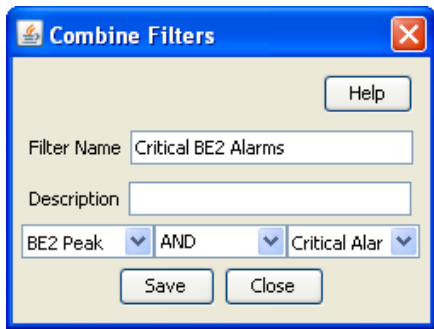 Combine Filters
Help
Filter Name Critical BE2 Alarms
Description
BE2 Peak AND Critical Alar
Save Close